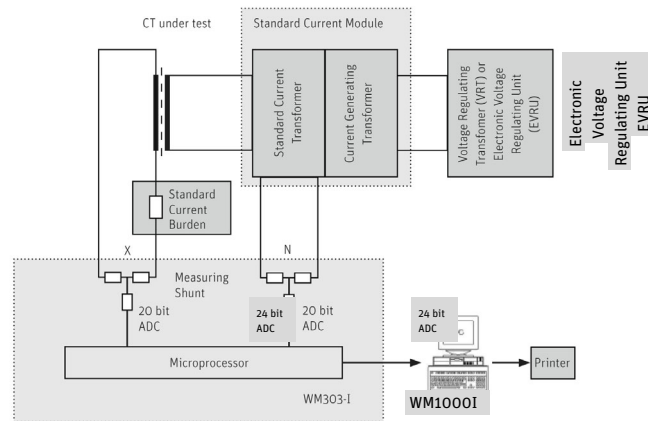 CT under test
Standard Current Module
Standard Current
Transformer
Current Generating
Transformer
Voltage Regulating
Transfomer (VRT) or
Electronic Voltage
Regulating Unit
(EVRU)
Electronic
Voltage
Regulating Unit
EVRU
Standard
Current
Burden
X
N
Measuring
Shunt
20 bit
ADC
24 bit
ADC
20 bit
ADC
24 bit
ADC
Microprocessor
Printer
WM303-I
WM1000I